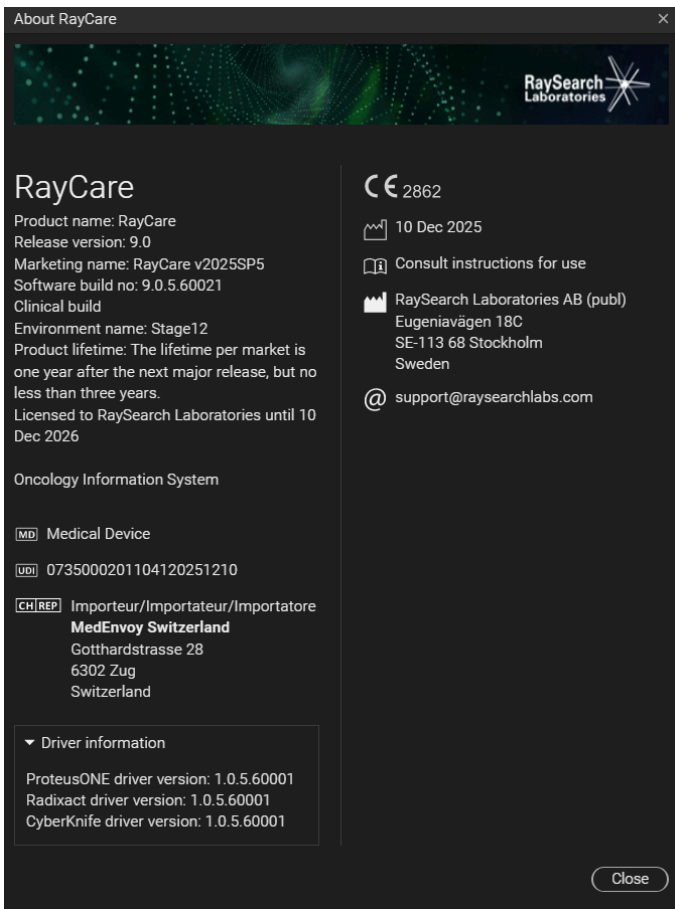 About RayCare
RaySearch
Laboratories
RayCare
Product name: RayCare
Release version: 9.0
Marketing name: RayCare v2025SP5
Software build no: 9.0.5.60021
Clinical build
Environment name: Stage12
Product lifetime: The lifetime per market is
one year after the next major release, but no
less than three years.
Licensed to RaySearch Laboratories until 10
Dec 2026
Oncology Information System
MD Medical Device
UDI 0735000201104120251210
CH REP Importeur/Importateur/Importatore
MedEnvoy Switzerland
Gotthardstrasse 28
6302 Zug
Switzerland
Driver information
ProteusONE driver version: 1.0.5.60001
Radixact driver version: 1.0.5.60001
CyberKnife driver version: 1.0.5.60001
CE 2862
10 Dec 2025
Consult instructions for use
RaySearch Laboratories AB (publ)
Eugeniavägen 18C
SE-113 68 Stockholm
Sweden
@ support@raysearchlabs.com
Close